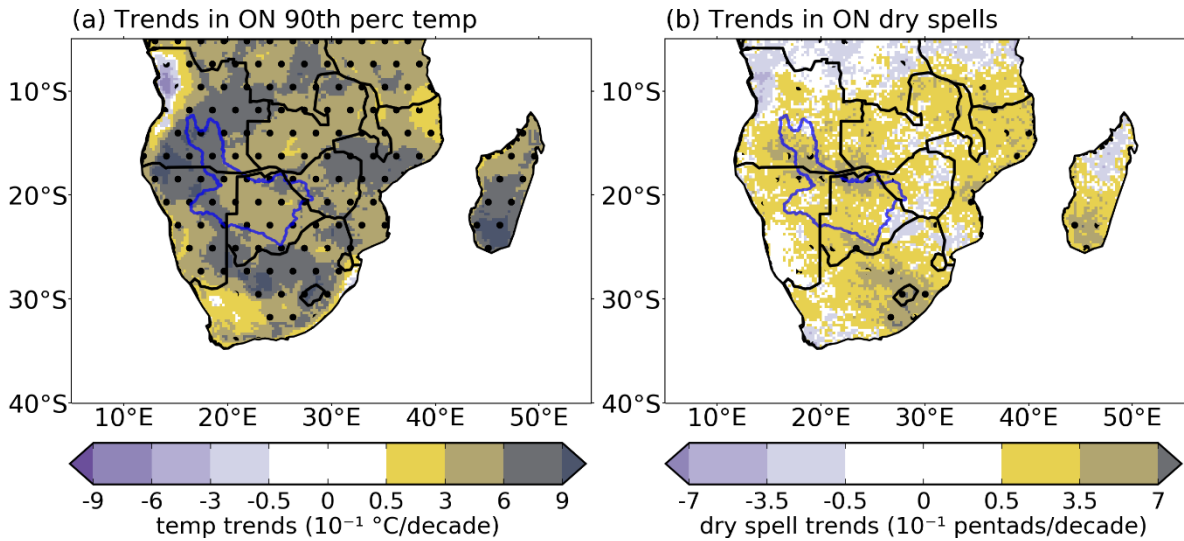 (a) Trends in ON 90th perc temp
(b) Trends in ON dry spells
10°S
20°S
30°S
40°S
10°E 20°E 30°E 40°E 50°E
10°S
20°S
30°S
40°S
10°E 20°E 30°E 40°E 50°E
-9 -6 -3 -0.5 0 0.5 3 6 9
temp trends (10⁻¹ °C/decade)
-7 -3.5 -0.5 0 0.5 3.5 7
dry spell trends (10⁻¹ pentads/decade)